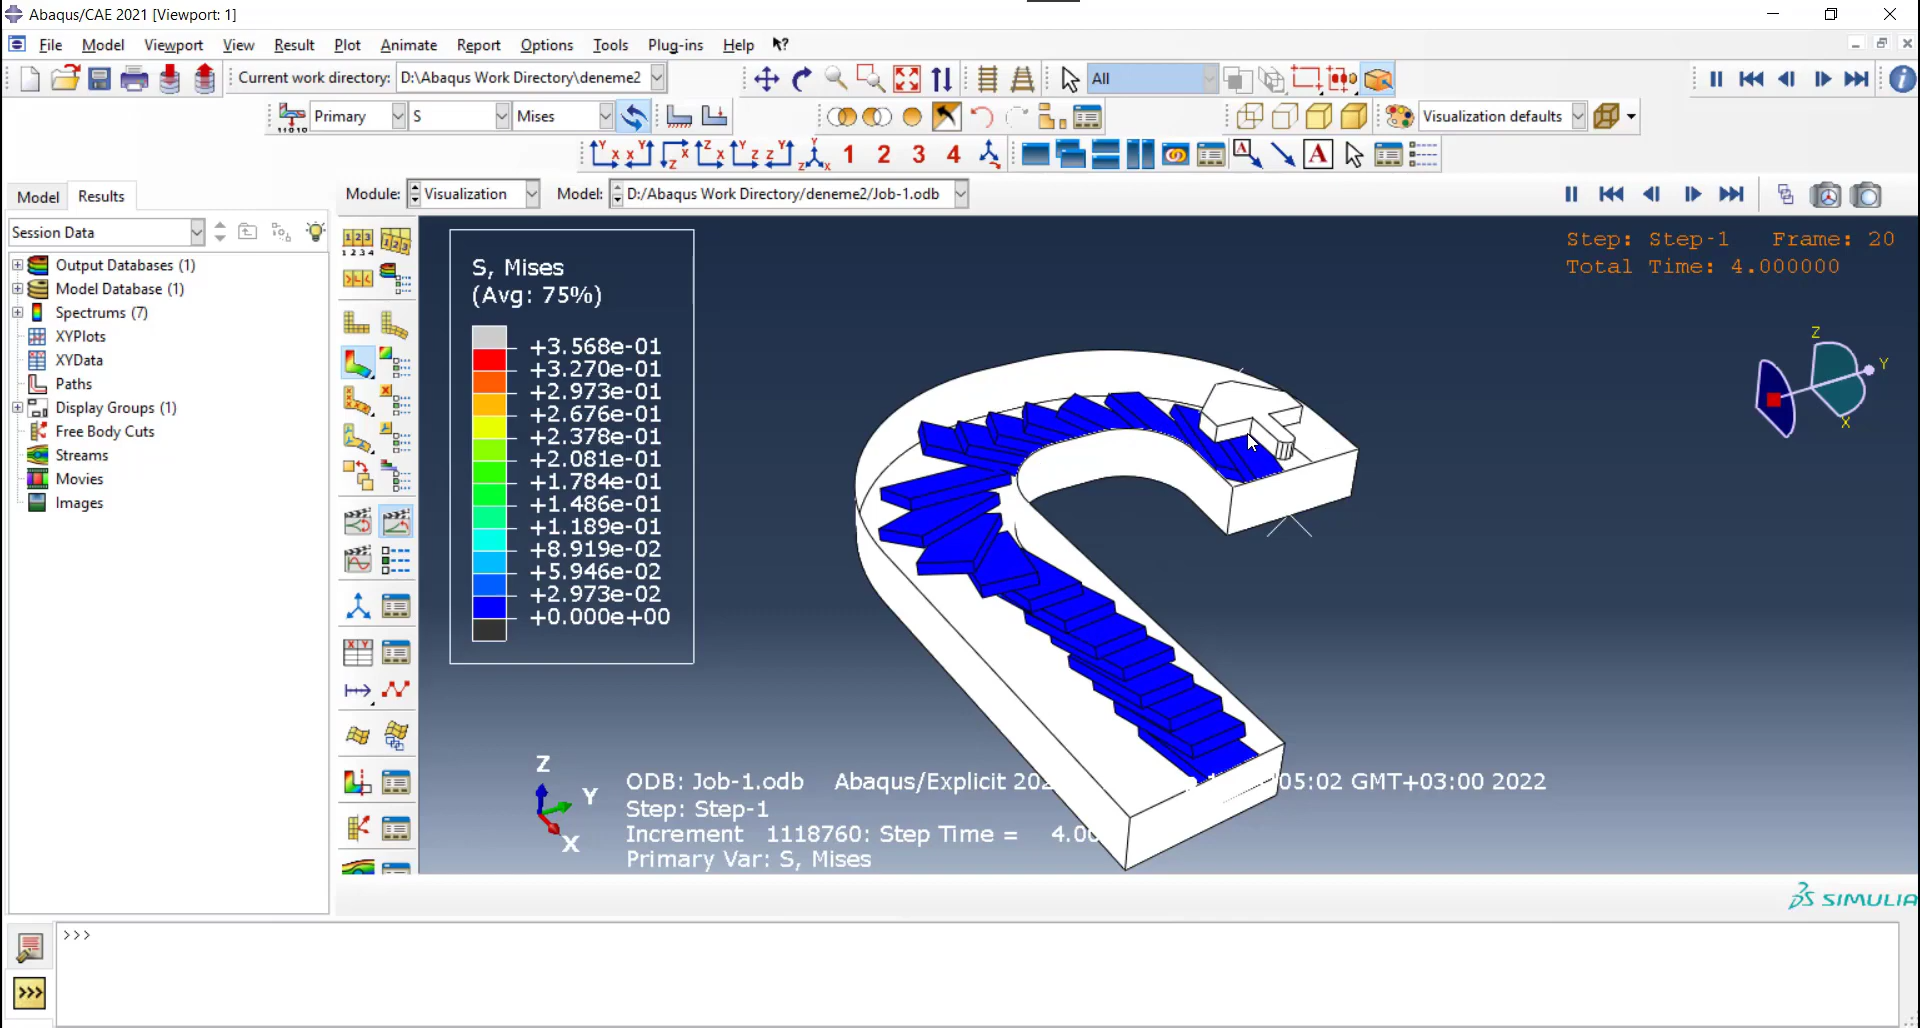 Abaqus/CAE 2021 [Viewport: 1]
File Model Viewport View Result Plot Animate Report Options Tools Plug-ins Help
Current work directory: D:\Abaqus Work Directory\deneme2
All
Primary S Mises
Visualization defaults
1 2 3 4
Model Results
Module: Visualization Model: D:/Abaqus Work Directory/deneme2/Job-1.odb
Session Data
Output Databases (1)
Model Database (1)
Spectrums (7)
XYPlots
XYData
Paths
Display Groups (1)
Free Body Cuts
Streams
Movies
Images
S, Mises
(Avg: 75%)
+3.568e-01
+3.270e-01
+2.973e-01
+2.676e-01
+2.378e-01
+2.081e-01
+1.784e-01
+1.486e-01
+1.189e-01
+8.919e-02
+5.946e-02
+2.973e-02
+0.000e+00
Step: Step-1 Frame: 20
Total Time: 4.000000
Z
Y
X
Z
Y
X
ODB: Job-1.odb Abaqus/Explicit 05:02 GMT+03:00 2022
Step: Step-1
Increment 1118760: Step Time = 4.00
Primary Var: S, Mises
SIMULIA
>>>